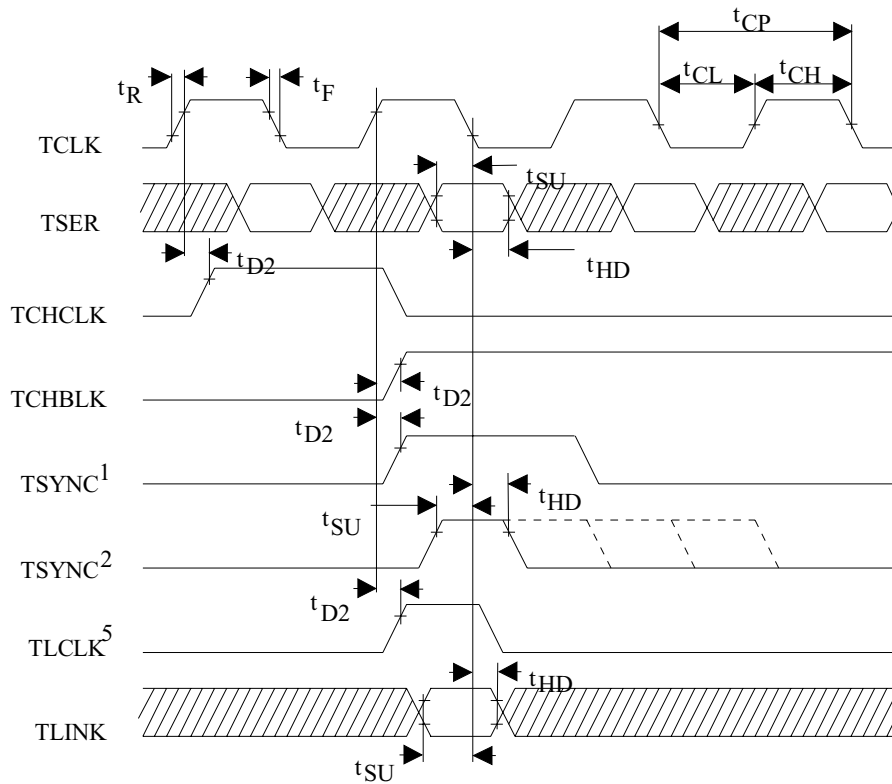 tCP
tR
tF
tCL
tCH
TCLK
tSU
TSER
tD2
tHD
TCHCLK
TCHBLK
tD2
tD2
TSYNC1
tHD
tSU
TSYNC2
tD2
TLCLK5
tHD
TLINK
tSU